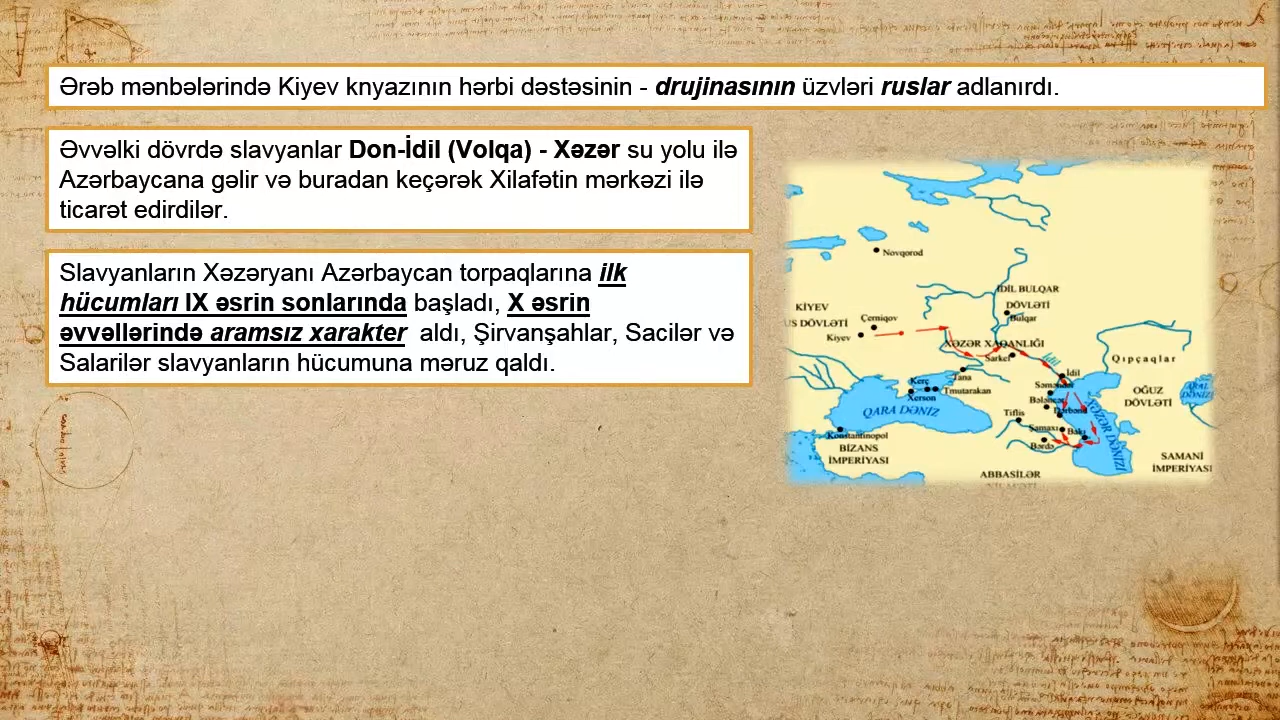 Ərəb mənbələrində Kiyev knyazının hərbi dəstəsinin - drujinasının üzvləri ruslar adlanırdı.
Əvvəlki dövrdə slavyanlar Don-İdil (Volqa) - Xəzər su yolu ilə
Azərbaycana gəlir və buradan keçərək Xilafətin mərkəzi ilə
ticarət edirdilər.
Slavyanların Xəzəryanı Azərbaycan torpaqlarına ilk
hücumları IX əsrin sonlarında başladı, X əsrin
əvvəllərində aramsız xarakter aldı, Şirvanşahlar, Sacilər və
Salarilər slavyanların hücumuna məruz qaldı.
Novqorod
İDİL BULQAR
DÖVLƏTİ
Bulqar
KİYEV
US DÖVLƏTİ
Çerniqov
Kiyev
XƏZƏR XAQANLIĞI
Sarkel
İdil
Qıpçaqlar
Tana
İdil
Kerç
Tmutarakan
Xerson
Səməndər
OĞUZ
DÖVLƏTİ
ARAL
DƏNİZİ
Bələncər
QARA DƏNİZ
Tiflis
Dərbənd
XƏZƏR DƏNİZİ
Şamaxı
Bakı
Konstantinopol
Bərdə
BİZANS
İMPERİYASI
SAMANİ
İMPERİYASI
ABBASİLƏR